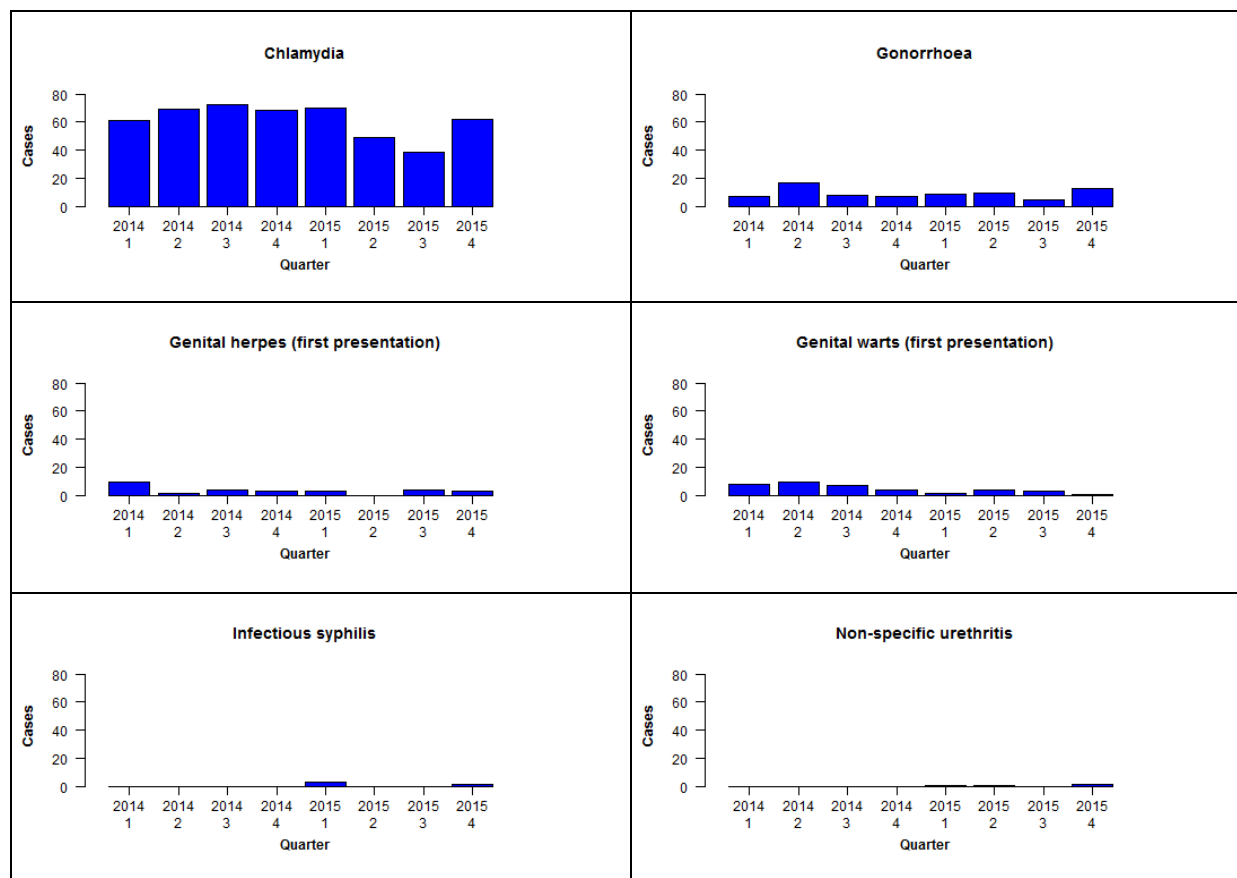 Chlamydia
80
60
40
20
0
Cases
2014 2014 2014 2014 2015 2015 2015 2015
1 2 3 4 1 2 3 4
Quarter
Gonorrhoea
80
60
40
20
0
Cases
2014 2014 2014 2014 2015 2015 2015 2015
1 2 3 4 1 2 3 4
Quarter
Genital herpes (first presentation)
80
60
40
20
0
Cases
2014 2014 2014 2014 2015 2015 2015 2015
1 2 3 4 1 2 3 4
Quarter
Genital warts (first presentation)
80
60
40
20
0
Cases
2014 2014 2014 2014 2015 2015 2015 2015
1 2 3 4 1 2 3 4
Quarter
Infectious syphilis
80
60
40
20
0
Cases
2014 2014 2014 2014 2015 2015 2015 2015
1 2 3 4 1 2 3 4
Quarter
Non-specific urethritis
80
60
40
20
0
Cases
2014 2014 2014 2014 2015 2015 2015 2015
1 2 3 4 1 2 3 4
Quarter